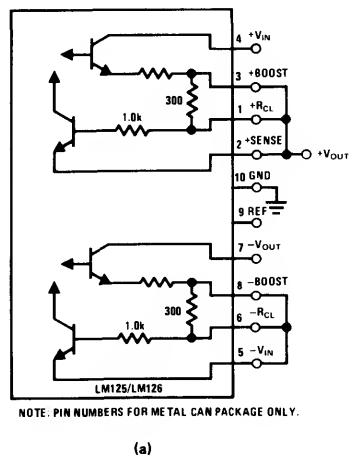 4 +VIN
3 +BOOST
300
1 +RCL
1.0k
2 +SENSE
+VOUT
10 GND
9 REF
7 -VOUT
8 -BOOST
300
6 -RCL
1.0k
5 -VIN
LM125/LM126
NOTE: PIN NUMBERS FOR METAL CAN PACKAGE ONLY.
(a)